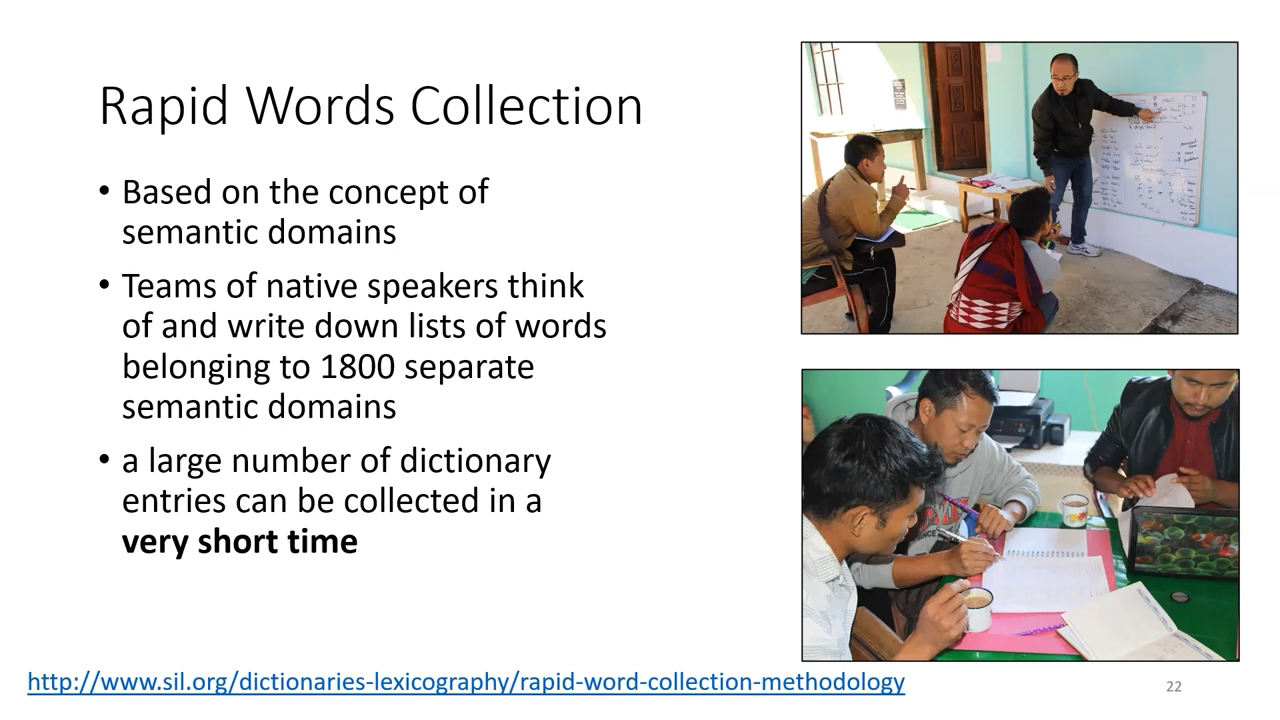 Rapid Words Collection
• Based on the concept of
semantic domains
• Teams of native speakers think
of and write down lists of words
belonging to 1800 separate
semantic domains
• a large number of dictionary
entries can be collected in a
very short time
http://www.sil.org/dictionaries-lexicography/rapid-word-collection-methodology
22